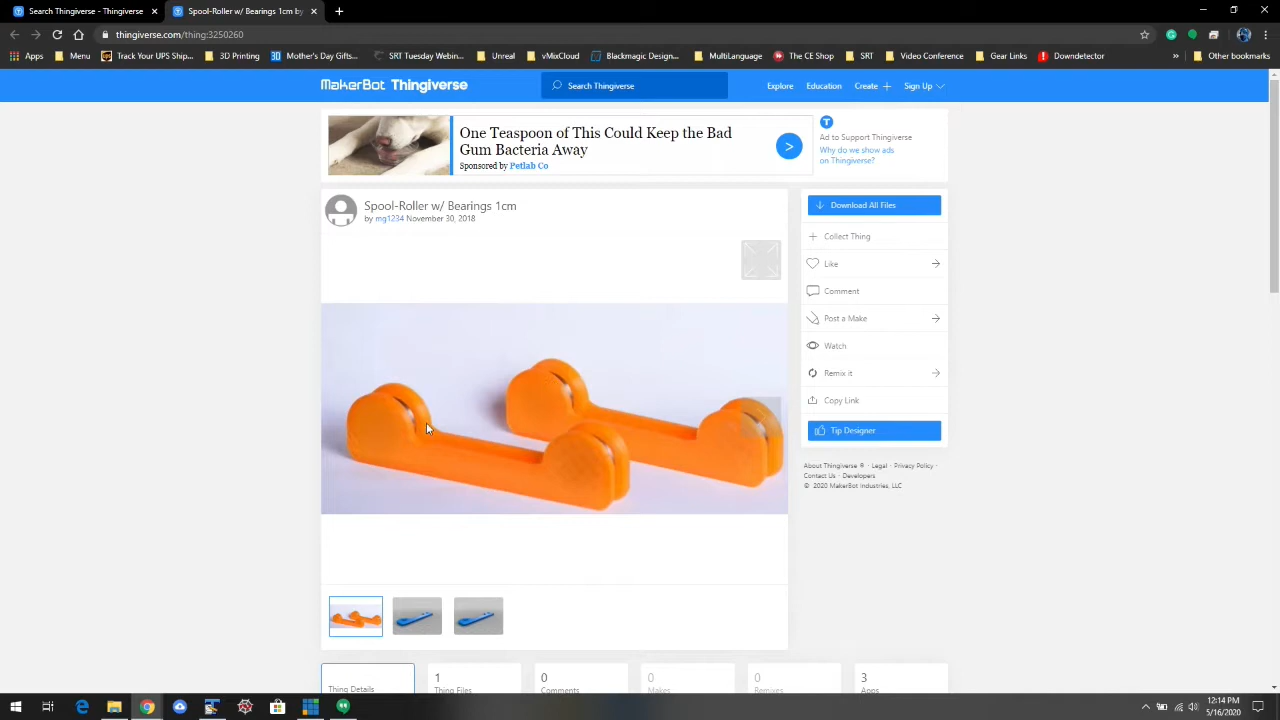 Search Thingiverse - Thingiverse
Spool-Roller w/ Bearings 1cm by
thingiverse.com/thing:3250260
Apps
Menu
Track Your UPS Ship...
3D Printing
Mother's Day Gifts...
SRT Tuesday Webin...
Unreal
vMixCloud
Blackmagic Design...
MultiLanguage
The CE Shop
SRT
Video Conference
Gear Links
Downdetector
»
Other bookmarks
MakerBot Thingiverse
Search Thingiverse
Explore
Education
Create
Sign Up
One Teaspoon of This Could Keep the Bad
Gum Bacteria Away
Sponsored by Petlab Co
>
Ad to Support Thingiverse
Why do we show ads
on Thingiverse?
Spool-Roller w/ Bearings 1cm
by mg1234 November 30, 2018
Download All Files
Collect Thing
Like
Comment
Post a Make
Watch
Remix it
Copy Link
Tip Designer
About Thingiverse ® · Legal · Privacy Policy ·
Contact Us · Developers
© 2020 MakerBot Industries, LLC
Thing Details
1
Thing Files
0
Comments
0
Makes
0
Remixes
3
Apps
12:14 PM
5/16/2020